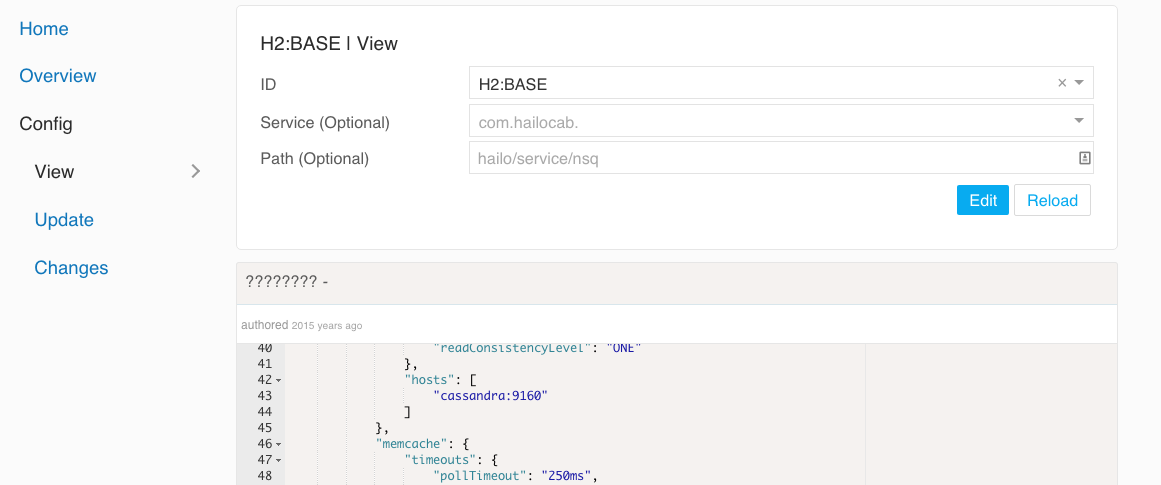 Home
Overview
Config
View
Update
Changes
H2:BASE | View
ID
H2:BASE
Service (Optional)
com.hailocab.
Path (Optional)
hailo/service/nsq
Edit
Reload
???????? -
authored 2015 years ago
40 "readConsistencyLevel": "ONE"
41 },
42 "hosts": [
43 "cassandra:9160"
44 ]
45 },
46 "memcache": {
47 "timeouts": {
48 "pollTimeout": "250ms",